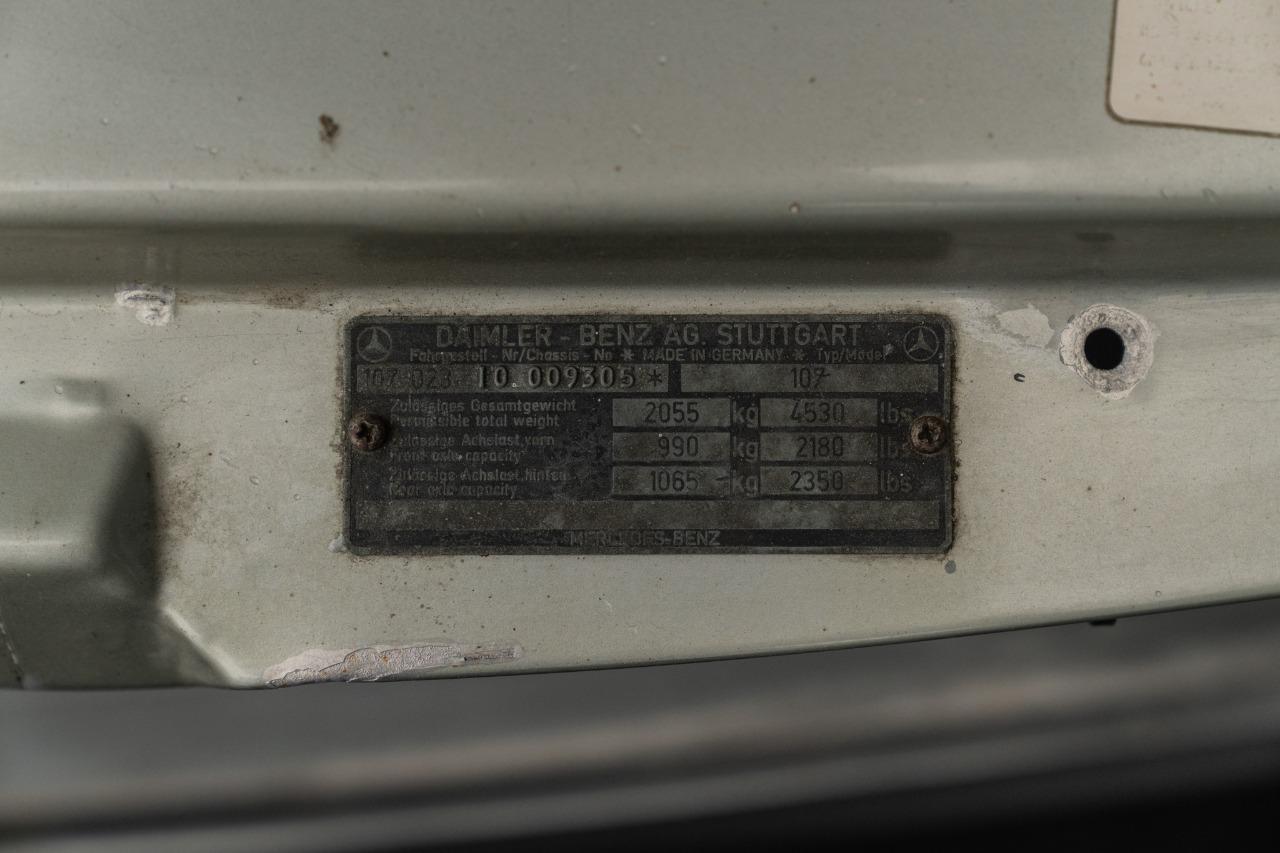 DAIMLER - BENZ AG. STUTTGART
Fahrgestell - Nr/Chassis - No * MADE IN GERMANY * Typ/Model
107 023 10 009305 * 107
Zulässiges Gesamtgewicht
Permissible total weight
2055 kg 4530 lbs
Zulässige Achslast, vorn
Front axle capacity
990 kg 2180 lbs
Zulässige Achslast, hinten
Rear axle capacity
1065 kg 2350 lbs
MERCEDES-BENZ